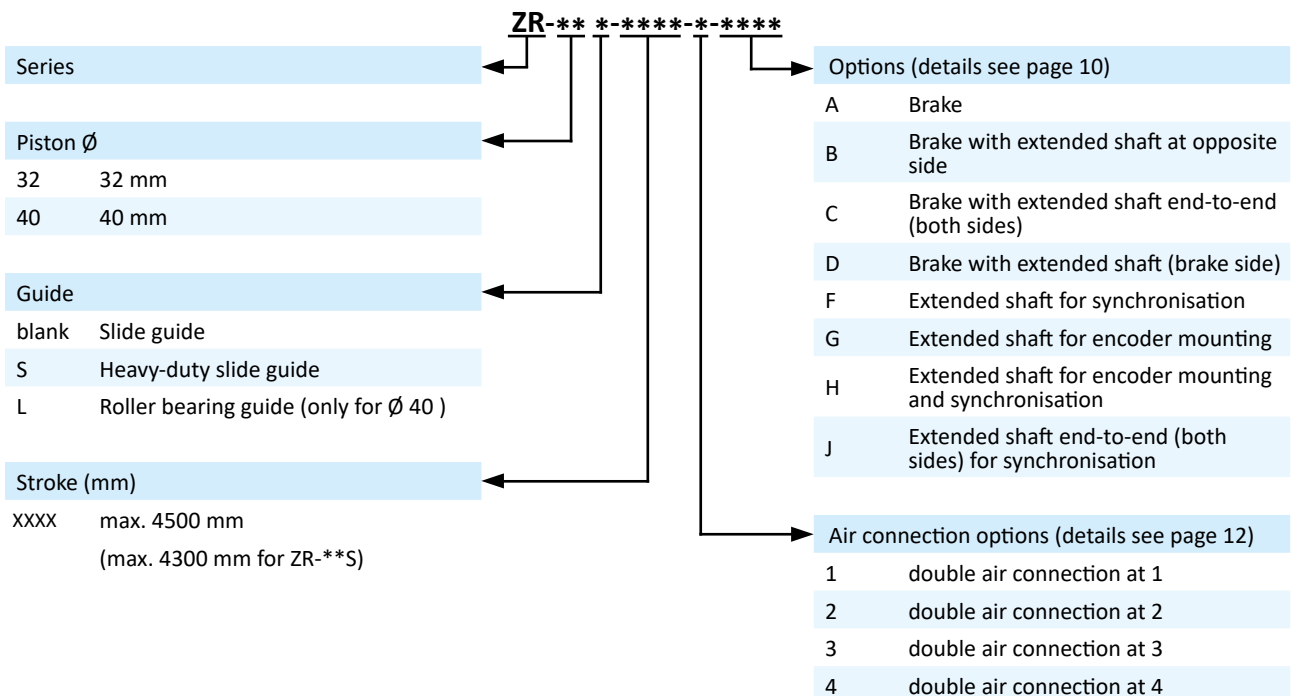 ZR-** *-****-*-****
Series
Piston Ø
32 32 mm
40 40 mm
Guide
blank Slide guide
S Heavy-duty slide guide
L Roller bearing guide (only for Ø 40 )
Stroke (mm)
XXXX max. 4500 mm
(max. 4300 mm for ZR-**S)
Options (details see page 10)
A Brake
B Brake with extended shaft at opposite
side
C Brake with extended shaft end-to-end
(both sides)
D Brake with extended shaft (brake side)
F Extended shaft for synchronisation
G Extended shaft for encoder mounting
H Extended shaft for encoder mounting
and synchronisation
J Extended shaft end-to-end (both
sides) for synchronisation
Air connection options (details see page 12)
1 double air connection at 1
2 double air connection at 2
3 double air connection at 3
4 double air connection at 4